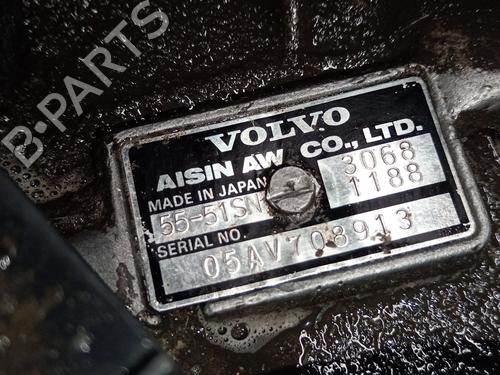 B-PARTS
VOLVO
AISIN AW CO., LTD.
MADE IN JAPAN 3068
55-51SN 1188
SERIAL NO.
05AV708913